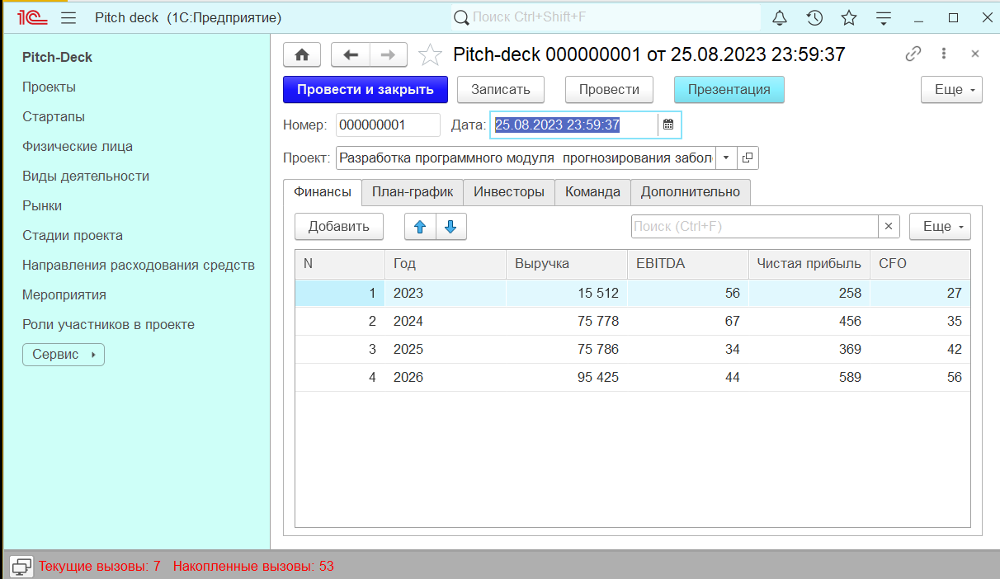 1С Pitch deck (1С:Предприятие) Поиск Ctrl+Shift+F
Pitch-Deck
Проекты
Стартапы
Физические лица
Виды деятельности
Рынки
Стадии проекта
Направления расходования средств
Мероприятия
Роли участников в проекте
Сервис
Pitch-deck 000000001 от 25.08.2023 23:59:37
Провести и закрыть Записать Провести Презентация Еще
Номер: 000000001 Дата: 25.08.2023 23:59:37
Проект: Разработка программного модуля прогнозирования забол
Финансы План-график Инвесторы Команда Дополнительно
Добавить Поиск (Ctrl+F) × Еще
N Год Выручка EBITDA Чистая прибыль CFO
1 2023 15 512 56 258 27
2 2024 75 778 67 456 35
3 2025 75 786 34 369 42
4 2026 95 425 44 589 56
Текущие вызовы: 7 Накопленные вызовы: 53